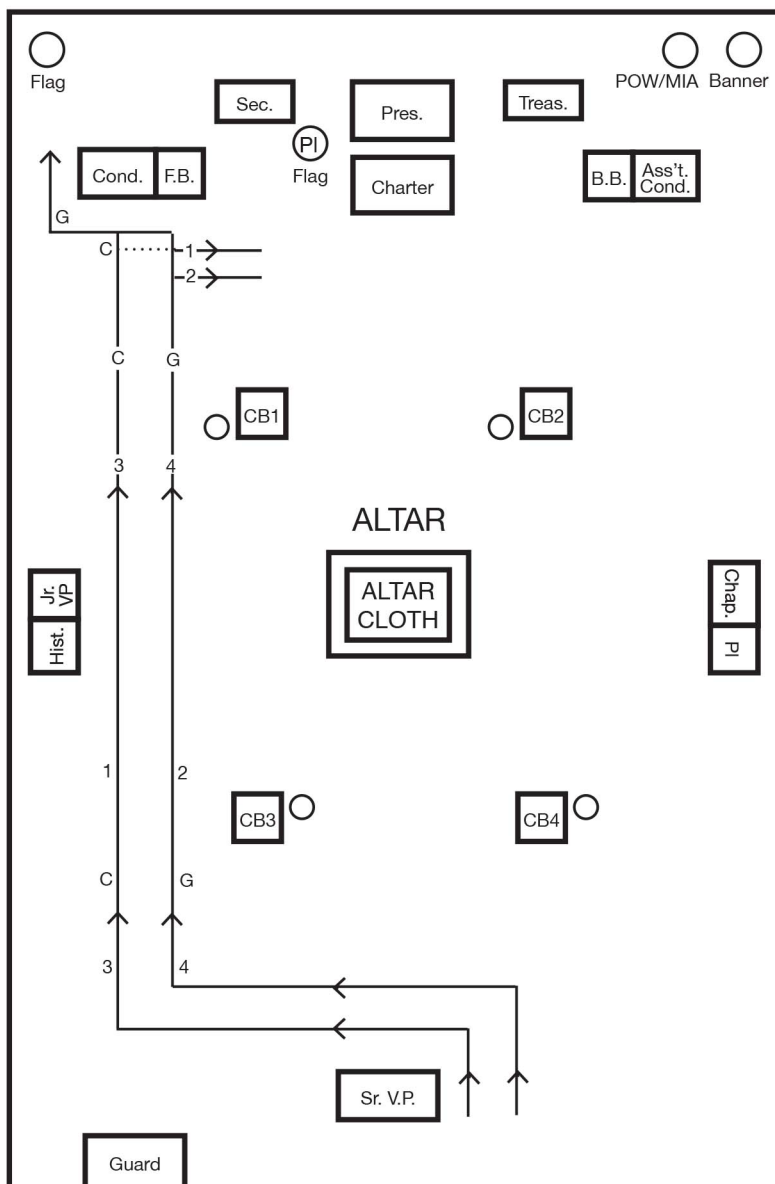 Flag
POW/MIA Banner
Sec.
Pres.
Treas.
PI
Flag
Charter
Cond. F.B.
B.B. Ass't.
Cond.
G
C 1
2
C G
CB1
CB2
3 4
ALTAR
ALTAR
CLOTH
Jr.
VP
Hist.
Chap.
PI
1 2
CB3
CB4
C G
3 4
Sr. V.P.
Guard